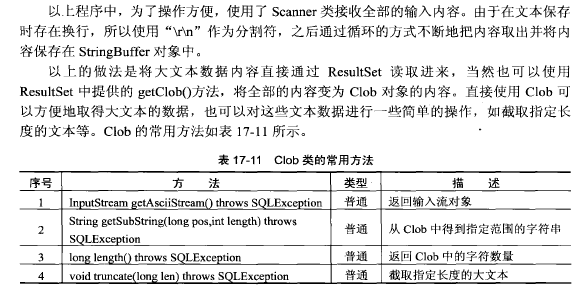 以上程序中，为了操作方便，使用了 Scanner 类接收全部的输入内容。由于在文本保存
时存在换行，所以使用“\r\n”作为分割符，之后通过循环的方式不断地把内容取出并将内
容保存在 StringBuffer 对象中。
以上的做法是将大文本数据内容直接通过 ResultSet 读取进来，当然也可以使用
ResultSet 中提供的 getClob()方法，将全部的内容变为 Clob 对象的内容。直接使用 Clob 可
以方便地取得大文本的数据，也可以对这些文本数据进行一些简单的操作，如截取指定长
度的文本等。Clob 的常用方法如表 17-11 所示。
表 17-11 Clob 类的常用方法
序号 方 法 类型 描 述
1 InputStream getAsciiStream() throws SQLException 普通 返回输入流对象
2 String getSubString(long pos,int length) throws SQLException 普通 从 Clob 中得到指定范围的字符串
3 long length() throws SQLException 普通 返回 Clob 中的字符数量
4 void truncate(long len) throws SQLException 普通 截取指定长度的大文本